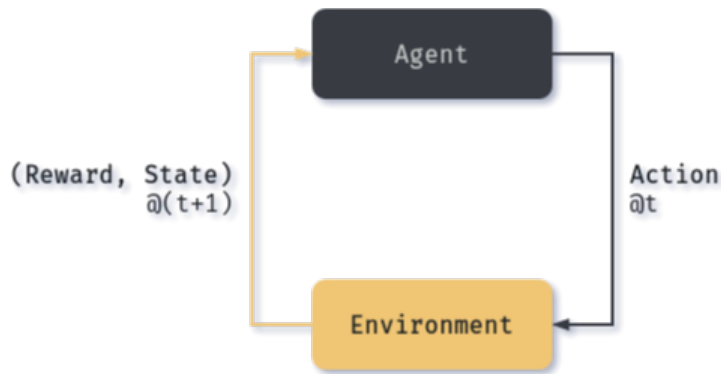 Agent
(Reward, State)
@(t+1)
Action
@t
Environment